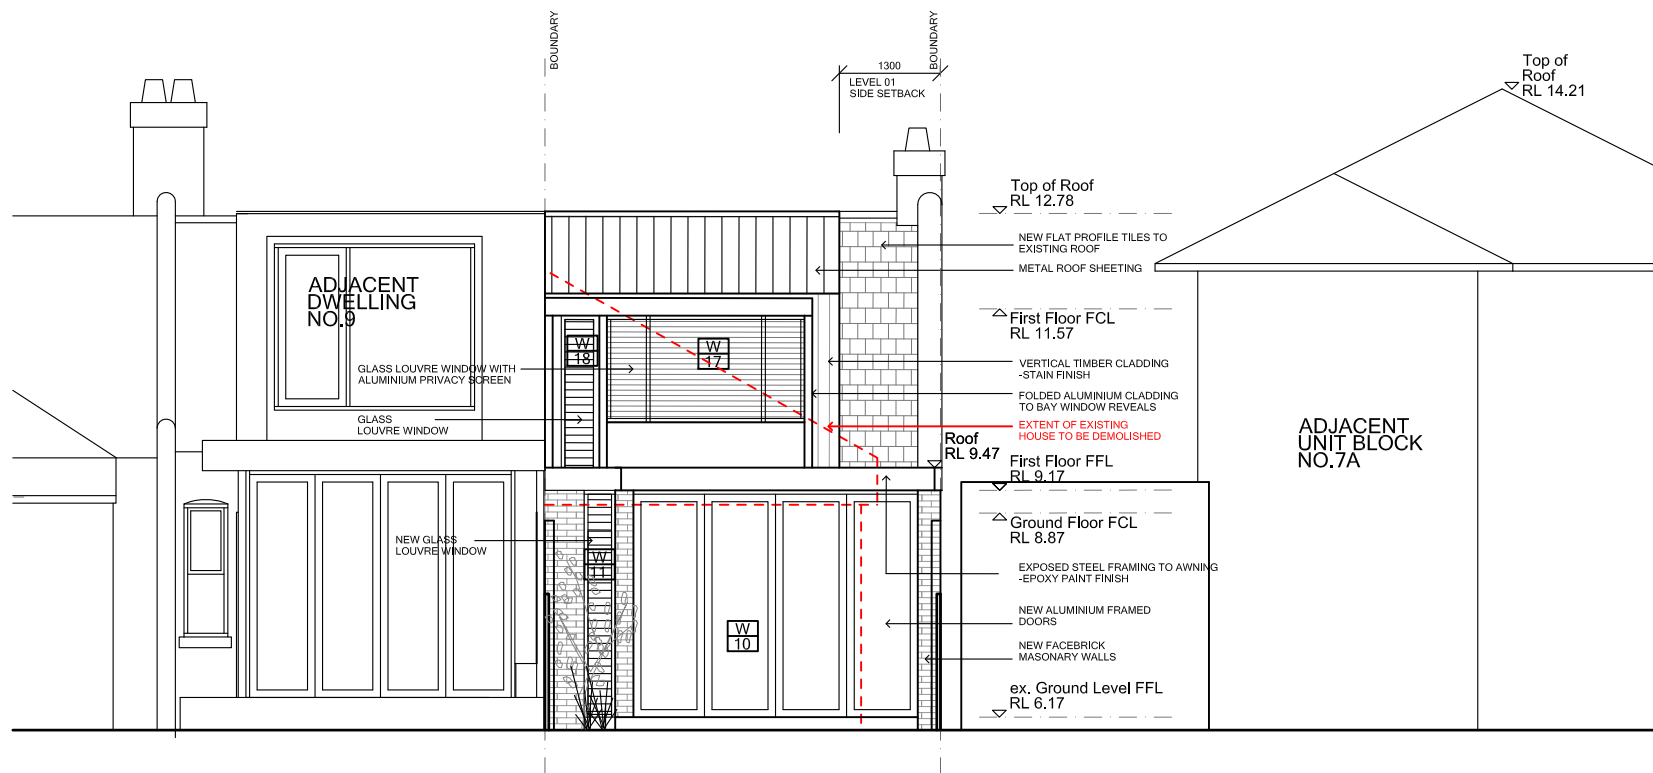 BOUNDARY
BOUNDARY
1300
LEVEL 01
SIDE SETBACK
Top of
Roof
RL 14.21
Top of Roof
RL 12.78
NEW FLAT PROFILE TILES TO
EXISTING ROOF
METAL ROOF SHEETING
ADJACENT
DWELLING
NO.9
First Floor FCL
RL 11.57
W
18
W
17
GLASS LOUVRE WINDOW WITH
ALUMINIUM PRIVACY SCREEN
VERTICAL TIMBER CLADDING
-STAIN FINISH
FOLDED ALUMINIUM CLADDING
TO BAY WINDOW REVEALS
GLASS
LOUVRE WINDOW
EXTENT OF EXISTING
HOUSE TO BE DEMOLISHED
ADJACENT
UNIT BLOCK
NO.7A
Roof
RL 9.47
First Floor FFL
RL 9.17
Ground Floor FCL
RL 8.87
NEW GLASS
LOUVRE WINDOW
W
11
EXPOSED STEEL FRAMING TO AWNING
-EPOXY PAINT FINISH
NEW ALUMINIUM FRAMED
DOORS
W
10
NEW FACEBRICK
MASONARY WALLS
ex. Ground Level FFL
RL 6.17